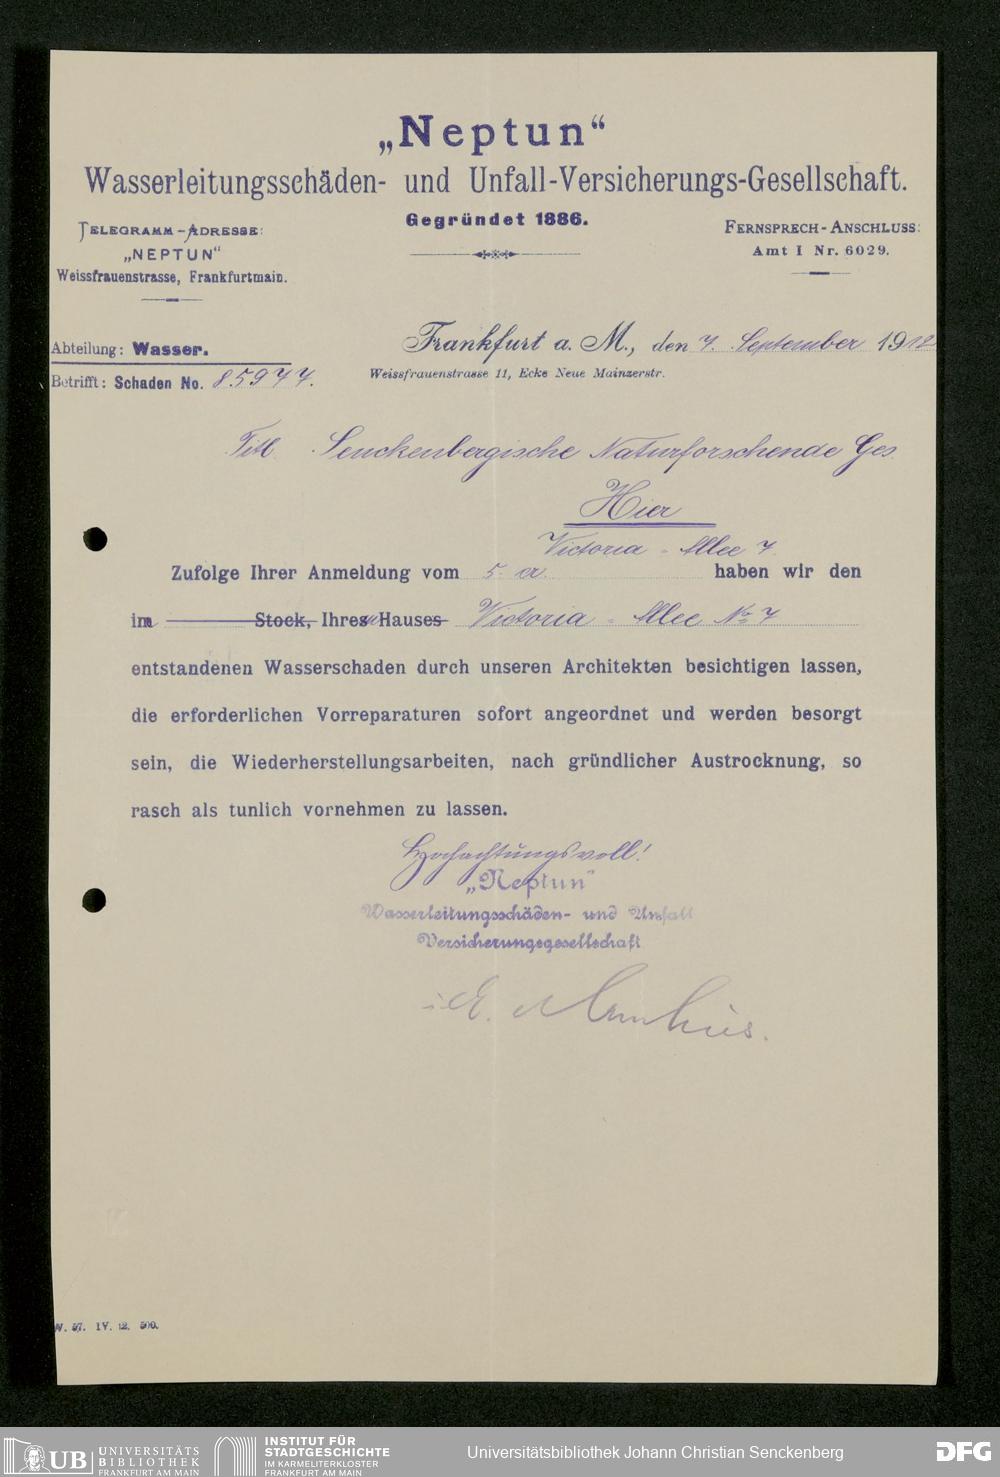 „Neptun“
Wasserleitungsschäden- und Unfall-Versicherungs-Gesellschaft.
Gegründet 1886.
Telegramm-Adresse:
„NEPTUN“
Weissfrauenstrasse, Frankfurtmain.
Fernsprech-Anschluss:
Amt I Nr. 6029.
Abteilung: Wasser.
Betrifft: Schaden No. 85977.
Frankfurt a. M., den 7. September 1912
Weissfrauenstrasse 11, Ecke Neue Mainzerstr.
Titl. Senckenbergische Naturforschende Ges.
Hier
Victoria-Allee 7
Zufolge Ihrer Anmeldung vom 5. cr. haben wir den
im Stock, Ihres Hauses Victoria-Allee No 7
entstandenen Wasserschaden durch unseren Architekten besichtigen lassen,
die erforderlichen Vorreparaturen sofort angeordnet und werden besorgt
sein, die Wiederherstellungsarbeiten, nach gründlicher Austrocknung, so
rasch als tunlich vornehmen zu lassen.
Hochachtungsvoll!
„Neptun“
Wasserleitungsschäden- und Unfall
Versicherungsgesellschaft
W. 57. IV. 12. 500.
UB UNIVERSITÄTS
BIBLIOTHEK
FRANKFURT AM MAIN
INSTITUT FÜR
STADTGESCHICHTE
IM KARMELITERKLOSTER
FRANKFURT AM MAIN
Universitätsbibliothek Johann Christian Senckenberg
DFG